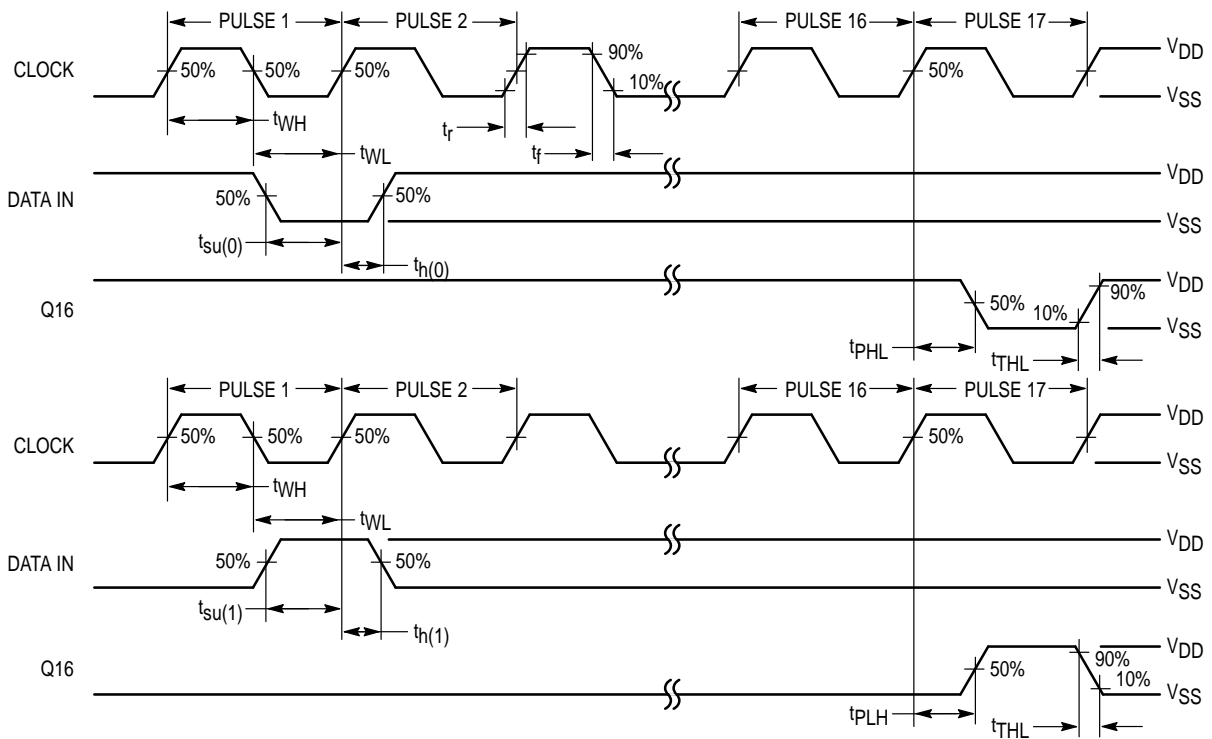 PULSE 1 PULSE 2 PULSE 16 PULSE 17
CLOCK 50% 50% 50% 90% 10% 50% VDD VSS
tWH tr
tWL tf
DATA IN 50% 50% VDD VSS
tsu(0) th(0)
Q16 50% 10% 90% VDD VSS
tPHL tTHL
PULSE 1 PULSE 2 PULSE 16 PULSE 17
CLOCK 50% 50% 50% 50% VDD VSS
tWH
tWL
DATA IN 50% 50% VDD VSS
tsu(1) th(1)
Q16 50% 90% 10% VDD VSS
tPLH tTHL